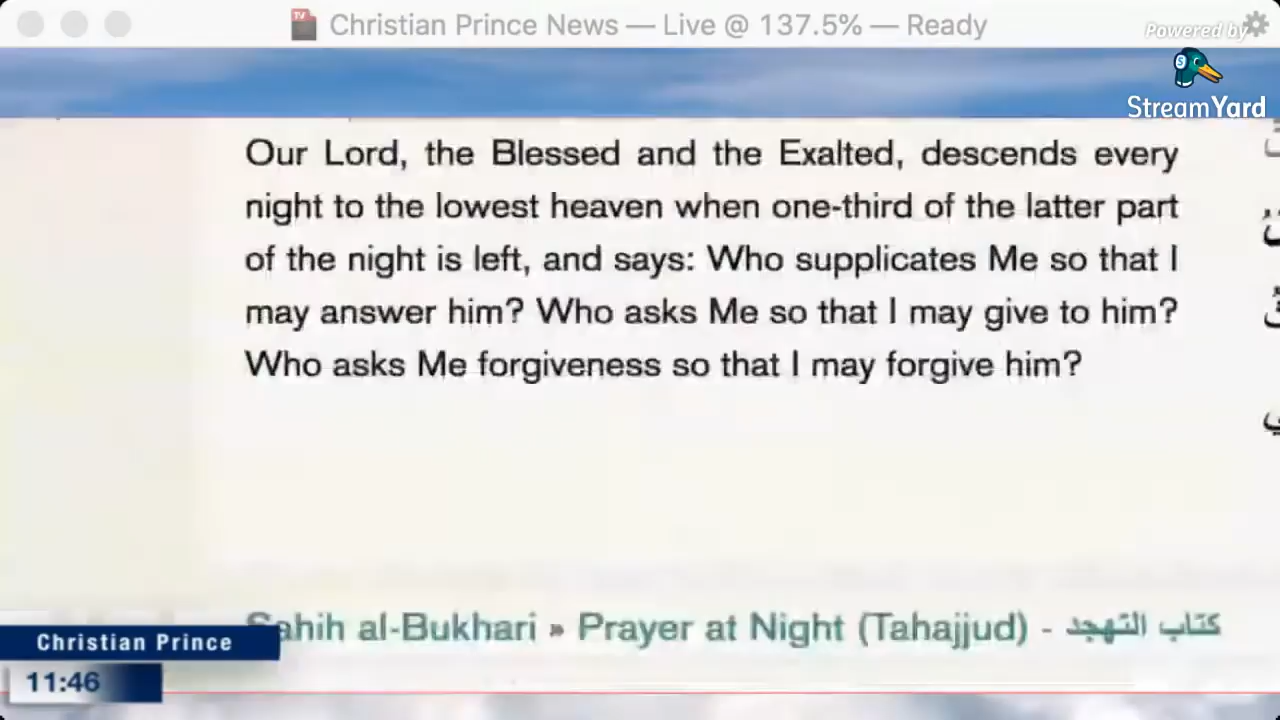 Christian Prince News — Live @ 137.5% — Ready
Powered by
StreamYard
Our Lord, the Blessed and the Exalted, descends every
night to the lowest heaven when one-third of the latter part
of the night is left, and says: Who supplicates Me so that I
may answer him? Who asks Me so that I may give to him?
Who asks Me forgiveness so that I may forgive him?
Sahih al-Bukhari » Prayer at Night (Tahajjud) - كتاب التهجد
Christian Prince
11:46